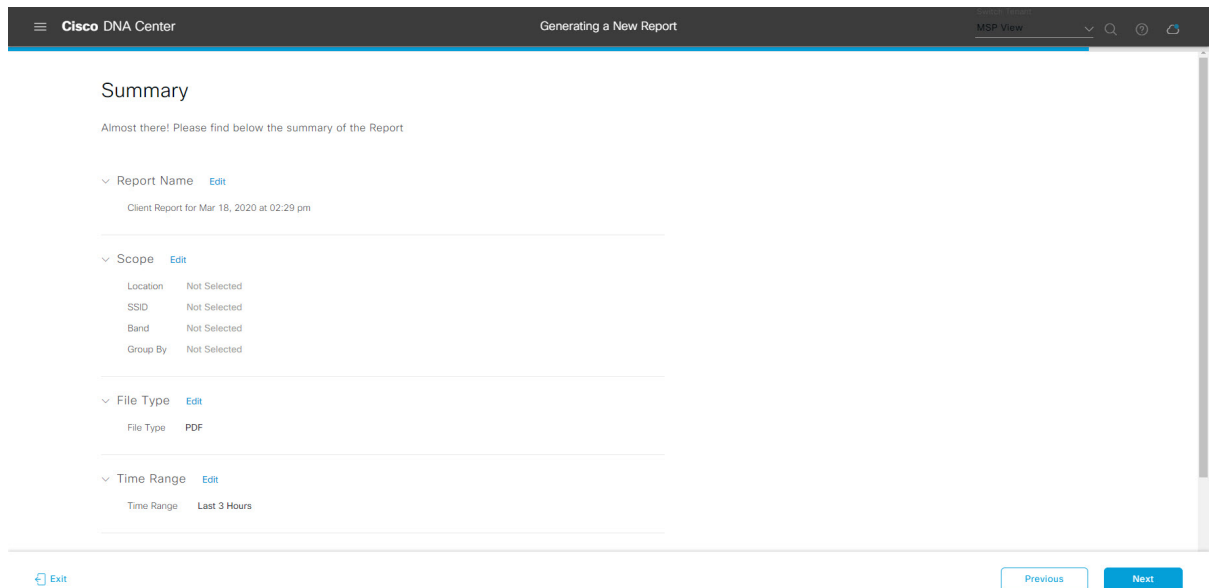 Cisco DNA Center
Generating a New Report
Switch Tenant
MSP View
Summary
Almost there! Please find below the summary of the Report
Report Name Edit
Client Report for Mar 18, 2020 at 02:29 pm
Scope Edit
Location Not Selected
SSID Not Selected
Band Not Selected
Group By Not Selected
File Type Edit
File Type PDF
Time Range Edit
Time Range Last 3 Hours
Exit
Previous
Next